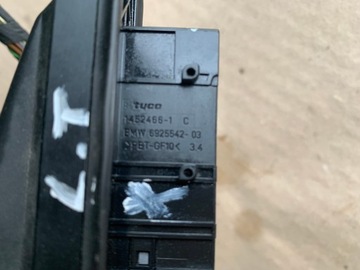 tyco
1452466-1 C
BMW 6925542-03
>PBT-GF10< 3.4
L.T